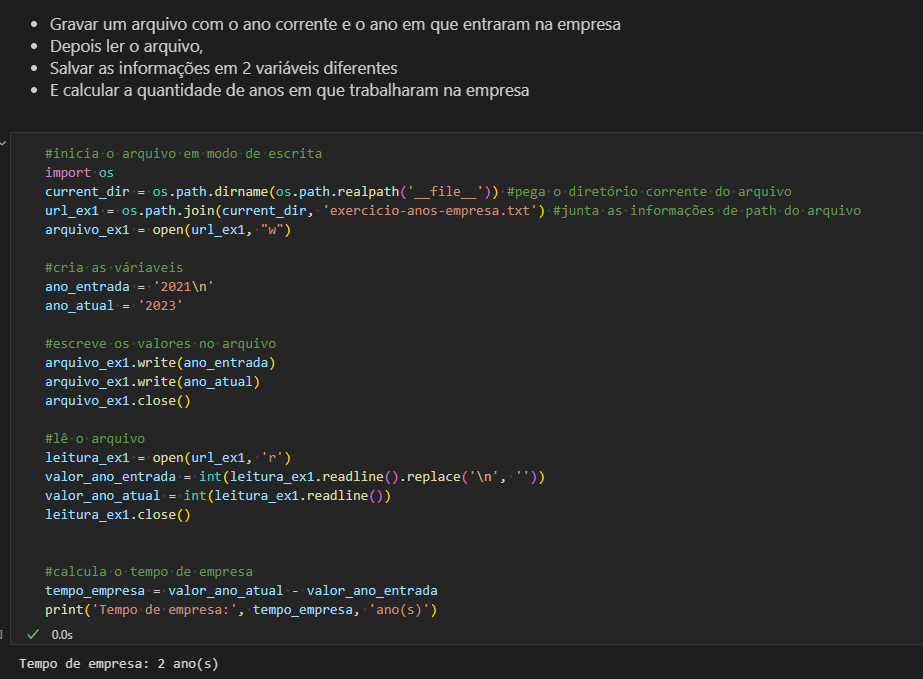 • Gravar um arquivo com o ano corrente e o ano em que entraram na empresa
• Depois ler o arquivo,
• Salvar as informações em 2 variáveis diferentes
• E calcular a quantidade de anos em que trabalharam na empresa
#inicia o arquivo em modo de escrita
import os
current_dir = os.path.dirname(os.path.realpath('__file__')) #pega o diretório corrente do arquivo
url_ex1 = os.path.join(current_dir, 'exercicio-anos-empresa.txt') #junta as informações de path do arquivo
arquivo_ex1 = open(url_ex1, "w")
#cria as váriaveis
ano_entrada = '2021\n'
ano_atual = '2023'
#escreve os valores no arquivo
arquivo_ex1.write(ano_entrada)
arquivo_ex1.write(ano_atual)
arquivo_ex1.close()
#lê o arquivo
leitura_ex1 = open(url_ex1, 'r')
valor_ano_entrada = int(leitura_ex1.readline().replace('\n', ''))
valor_ano_atual = int(leitura_ex1.readline())
leitura_ex1.close()
#calcula o tempo de empresa
tempo_empresa = valor_ano_atual - valor_ano_entrada
print('Tempo de empresa:', tempo_empresa, 'ano(s)')
] ✓ 0.0s
Tempo de empresa: 2 ano(s)